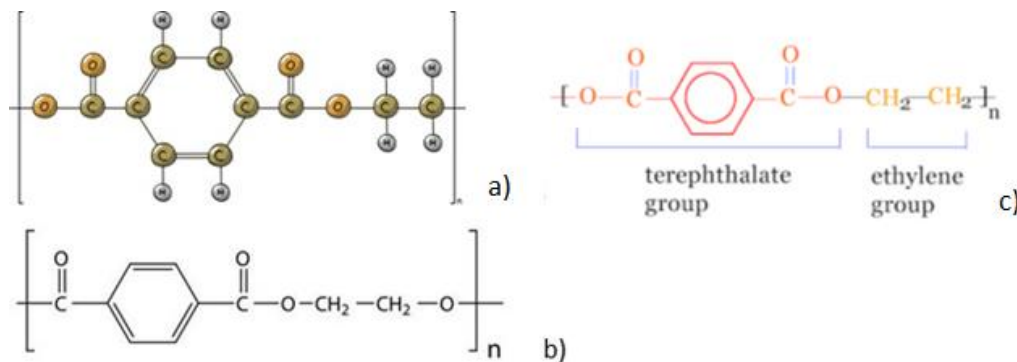 H H
O C C O H H
O C C C C O C C
C C H H
H H
n
a)
O O
C C—O—CH₂—CH₂—O
n
b)
O O
[ O—C C—O—CH₂—CH₂ ]n
terephthalate
group
ethylene
group
c)